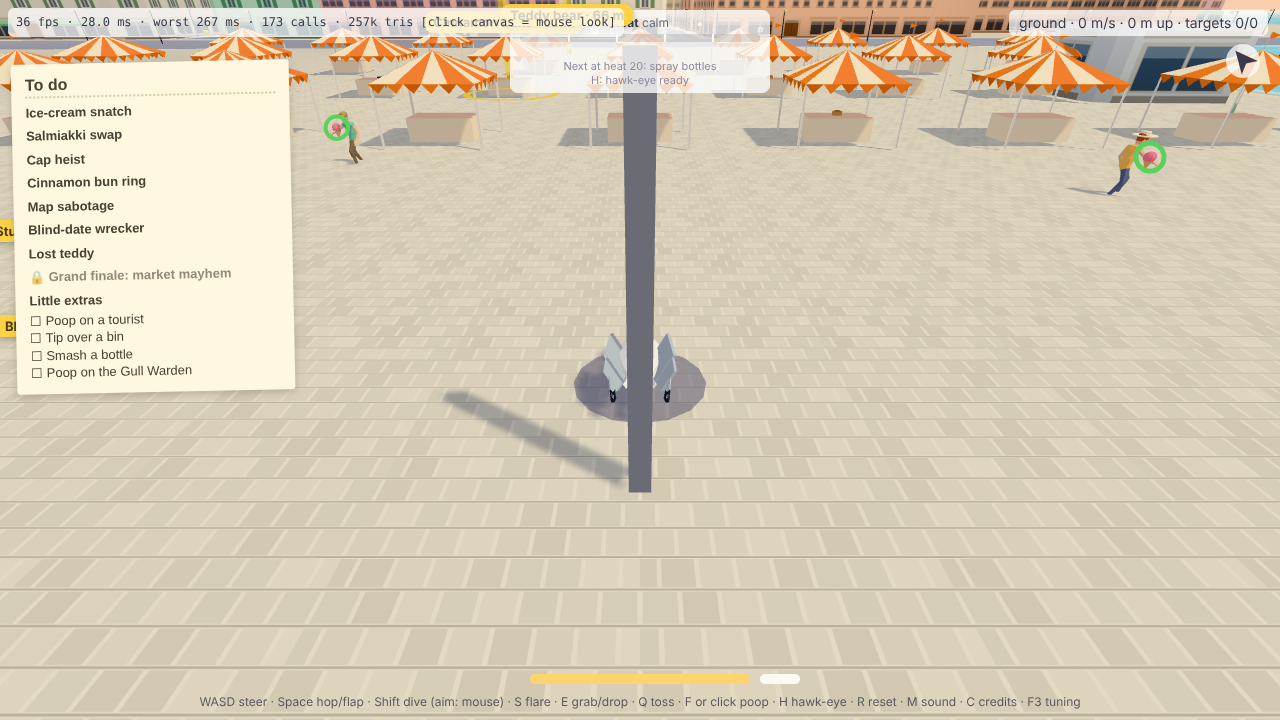 36 fps · 28.0 ms · worst 267 ms · 173 calls · 257k tris [click canvas = mouse look]
calm
ground · 0 m/s · 0 m up · targets 0/0
Next at heat 20: spray bottles
H: hawk-eye ready
To do
Ice-cream snatch
Salmiakki swap
Cap heist
Cinnamon bun ring
Map sabotage
Blind-date wrecker
Lost teddy
🔒 Grand finale: market mayhem
Little extras
☐ Poop on a tourist
☐ Tip over a bin
☐ Smash a bottle
☐ Poop on the Gull Warden
WASD steer · Space hop/flap · Shift dive (aim: mouse) · S flare · E grab/drop · Q toss · F or click poop · H hawk-eye · R reset · M sound · C credits · F3 tuning